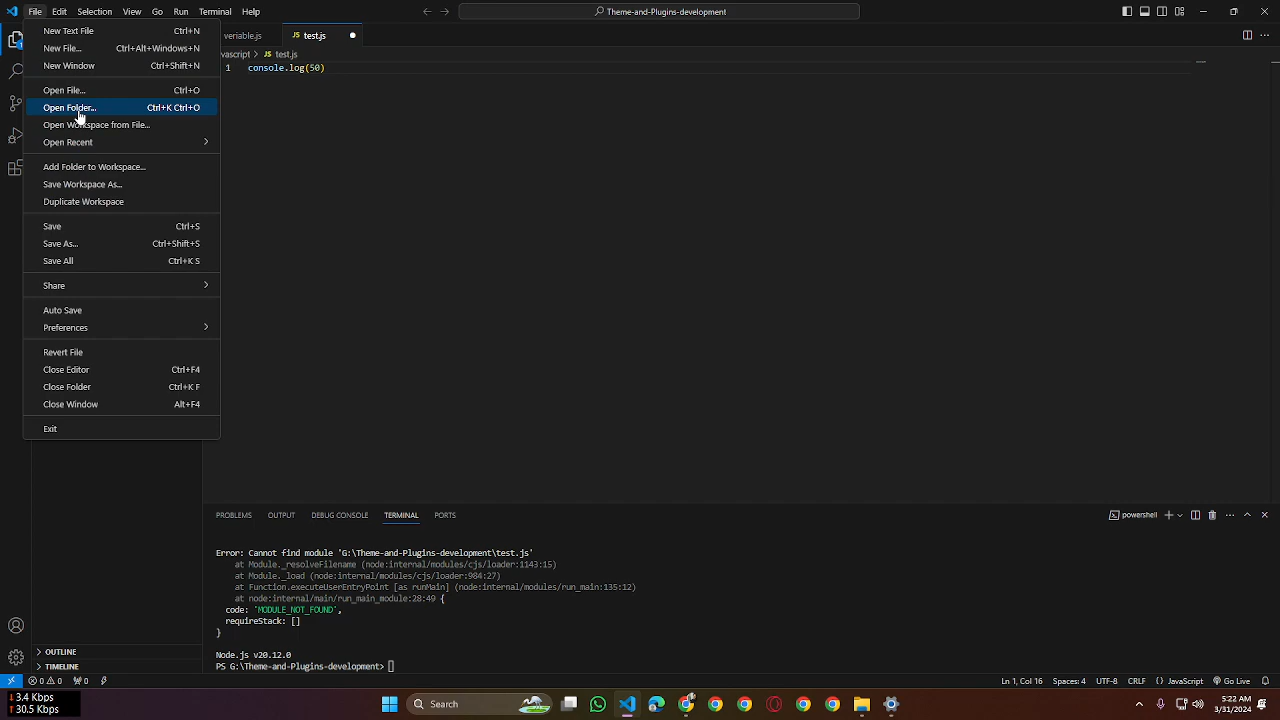 File Edit Selection View Go Run Terminal Help
Theme-and-Plugins-development
New Text File Ctrl+N
New File... Ctrl+Alt+Windows+N
New Window Ctrl+Shift+N
Open File... Ctrl+O
Open Folder... Ctrl+K Ctrl+O
Open Workspace from File...
Open Recent
Add Folder to Workspace...
Save Workspace As...
Duplicate Workspace
Save Ctrl+S
Save As... Ctrl+Shift+S
Save All Ctrl+K S
Share
Auto Save
Preferences
Revert File
Close Editor Ctrl+F4
Close Folder Ctrl+K F
Close Window Alt+F4
Exit
1
veriable.js JS test.js
avascript > JS test.js
1 console.log(50)
OUTLINE
TIMELINE
PROBLEMS OUTPUT DEBUG CONSOLE TERMINAL PORTS
powershell
Error: Cannot find module 'G:\Theme-and-Plugins-development\test.js'
at Module._resolveFilename (node:internal/modules/cjs/loader:1143:15)
at Module._load (node:internal/modules/cjs/loader:984:27)
at Function.executeUserEntryPoint [as runMain] (node:internal/modules/run_main:135:12)
at node:internal/main/run_main_module:28:49 {
code: 'MODULE_NOT_FOUND',
requireStack: []
}
Node.js v20.12.0
PS G:\Theme-and-Plugins-development>
0 0 0
Ln 1, Col 16 Spaces: 4 UTF-8 CRLF {} JavaScript Go Live
3.4 Kbps
30.5 Kbps
Search
5:22 AM
3/31/2024